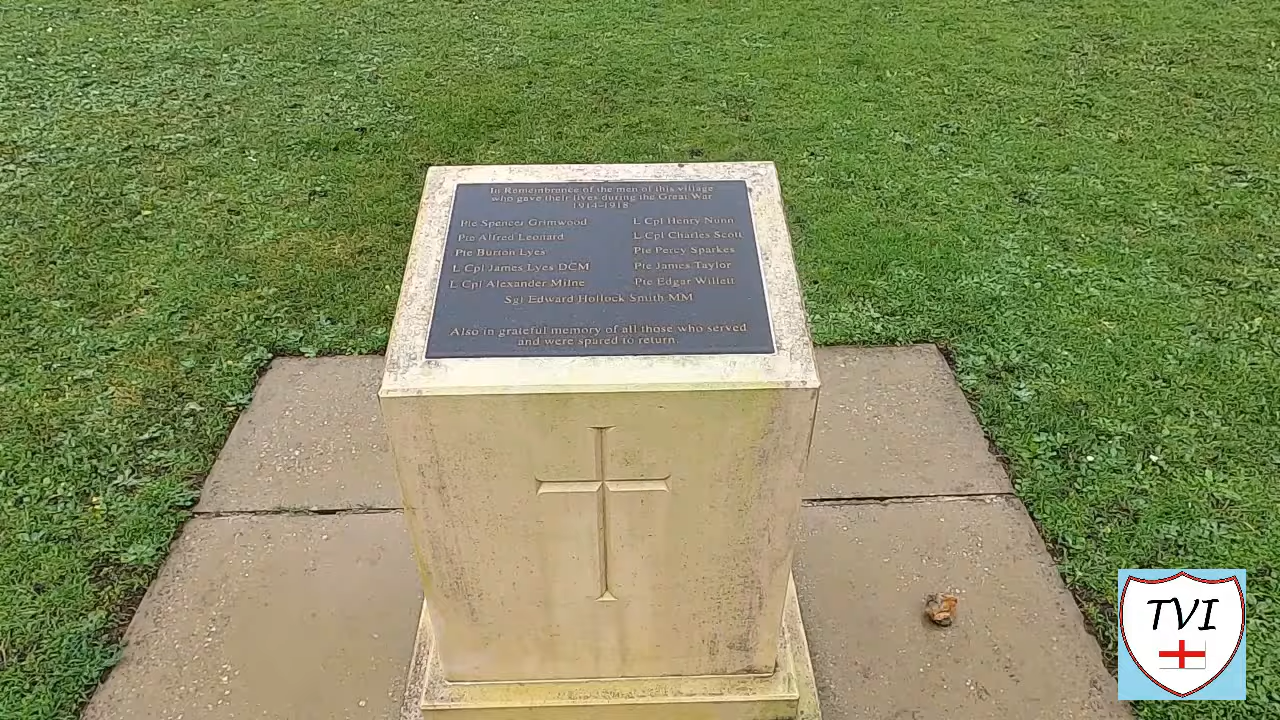 In Remembrance of the men of this village
who gave their lives during the Great War
1914-1918
Pte Spencer Grimwood
Pte Alfred Leonard
Pte Burton Lyes
L Cpl James Lyes DCM
L Cpl Alexander Milne
L Cpl Henry Nunn
L Cpl Charles Scott
Pte Percy Sparkes
Pte James Taylor
Pte Edgar Willett
Sgt Edward Hollock Smith MM
Also in grateful memory of all those who served
and were spared to return.
TVI